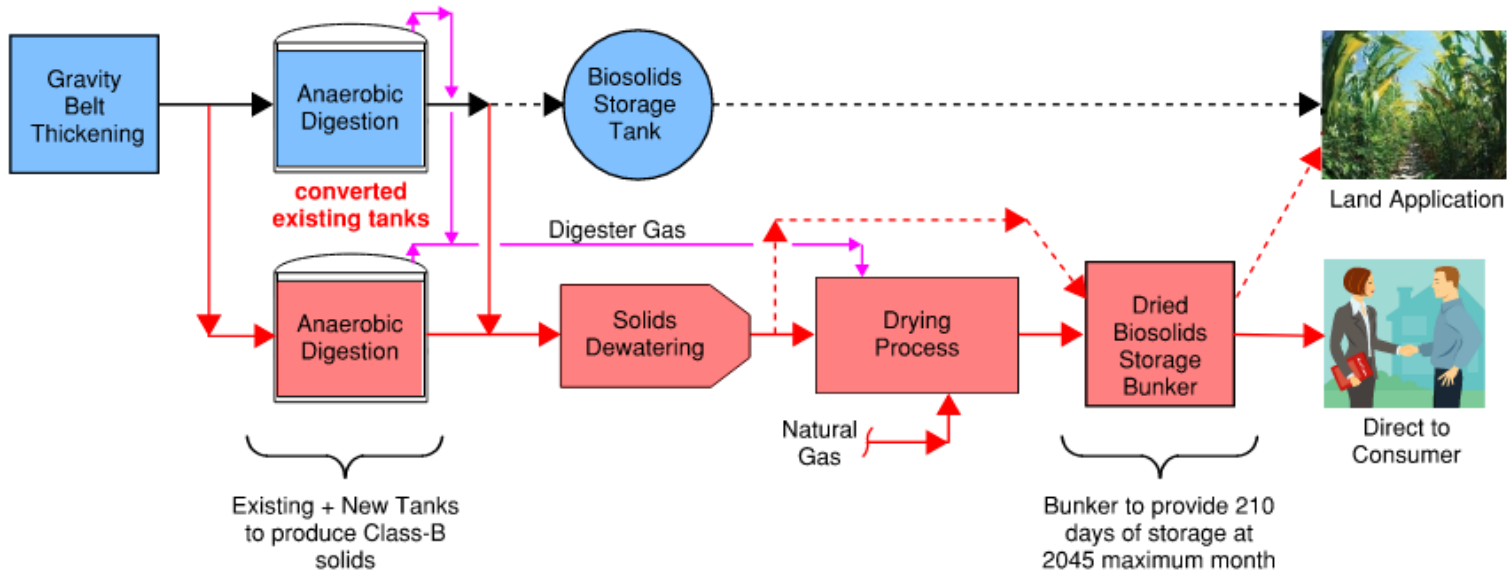 Gravity
Belt
Thickening
Anaerobic
Digestion
converted
existing tanks
Biosolids
Storage
Tank
Land Application
Digester Gas
Anaerobic
Digestion
Solids
Dewatering
Drying
Process
Dried
Biosolids
Storage
Bunker
Natural
Gas
Direct to
Consumer
Existing + New Tanks
to produce Class-B
solids
Bunker to provide 210
days of storage at
2045 maximum month